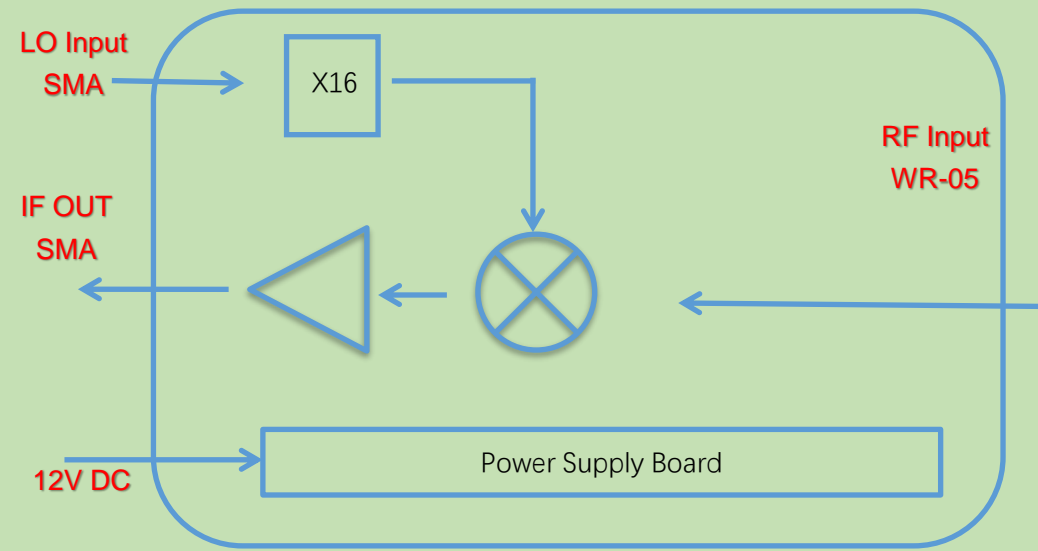 LO Input
SMA
X16
RF Input
WR-05
IF OUT
SMA
12V DC
Power Supply Board